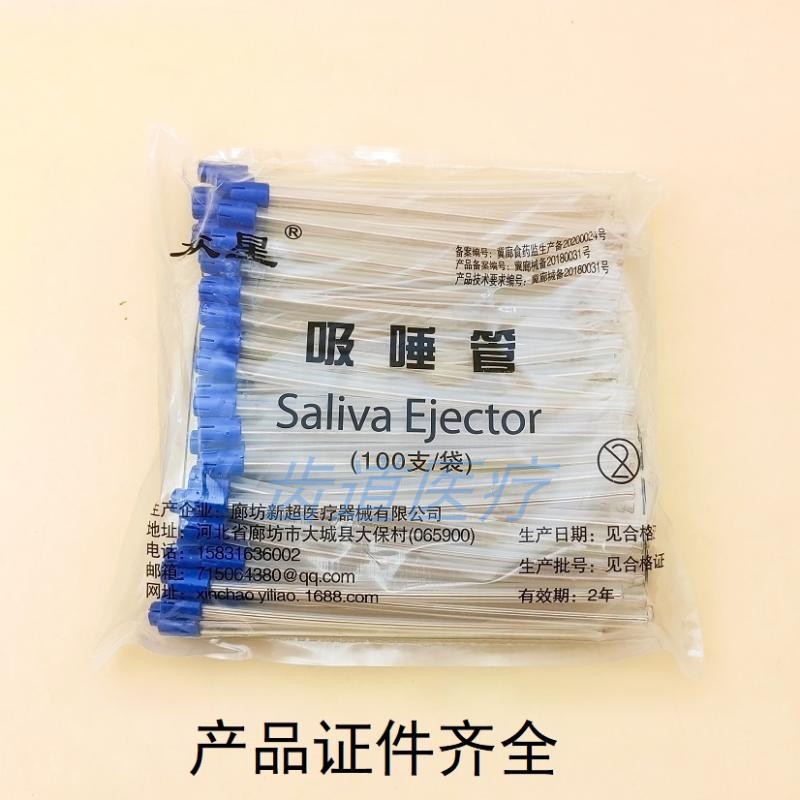 众星®
备案编号:冀廊食药监生产备20200024号
产品备案编号:冀廊械备20180031号
产品技术要求编号:冀廊械备20180031号
吸唾管
Saliva Ejector
(100支/袋)
齿道医疗
生产企业:廊坊新超医疗器械有限公司
地址:河北省廊坊市大城县大保村(065900)
电话:15831636002
邮箱:715064380@qq.com
网址:xinchaoyiliao.1688.com
生产日期:见合格证
生产批号:见合格证
有效期:2年
产品证件齐全